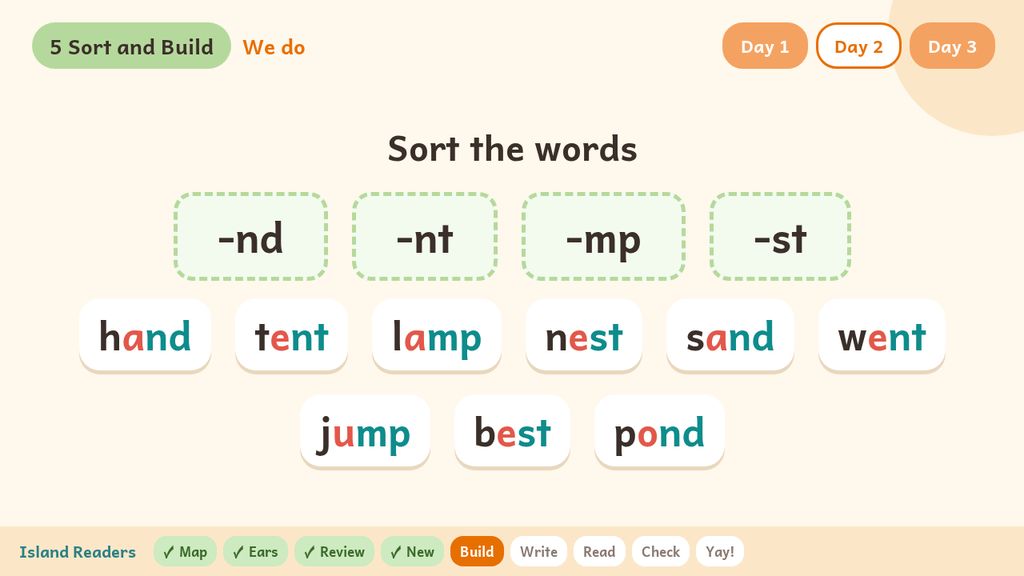 5 Sort and Build We do Day 1 Day 2 Day 3
Sort the words
-nd -nt -mp -st
hand tent lamp nest sand went
jump best pond
Island Readers ✓ Map ✓ Ears ✓ Review ✓ New Build Write Read Check Yay!